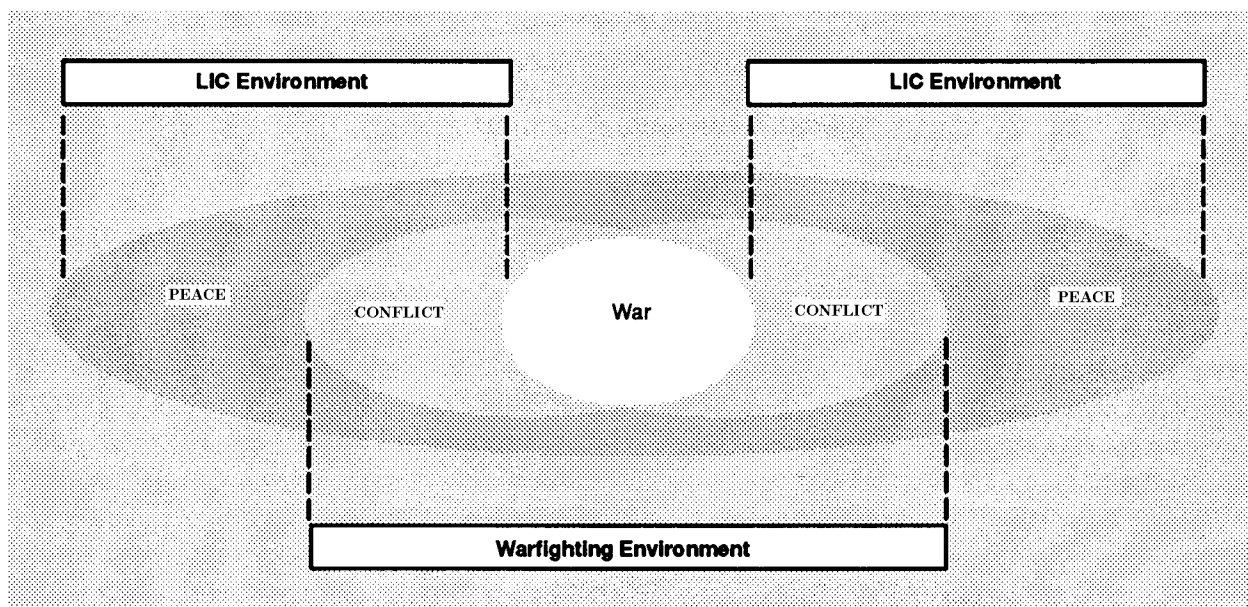 LIC Environment
LIC Environment
PEACE
CONFLICT
War
CONFLICT
PEACE
Warfighting Environment